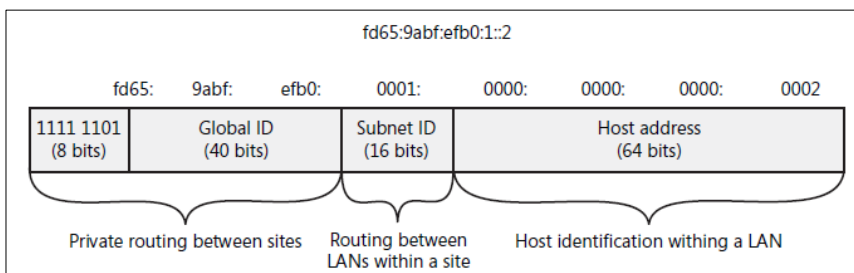 fd65:9abf:efb0:1::2
fd65: 9abf: efb0: 0001: 0000: 0000: 0000: 0002
1111 1101 Global ID Subnet ID Host address
(8 bits) (40 bits) (16 bits) (64 bits)
Private routing between sites Routing between Host identification withing a LAN
LANs within a site